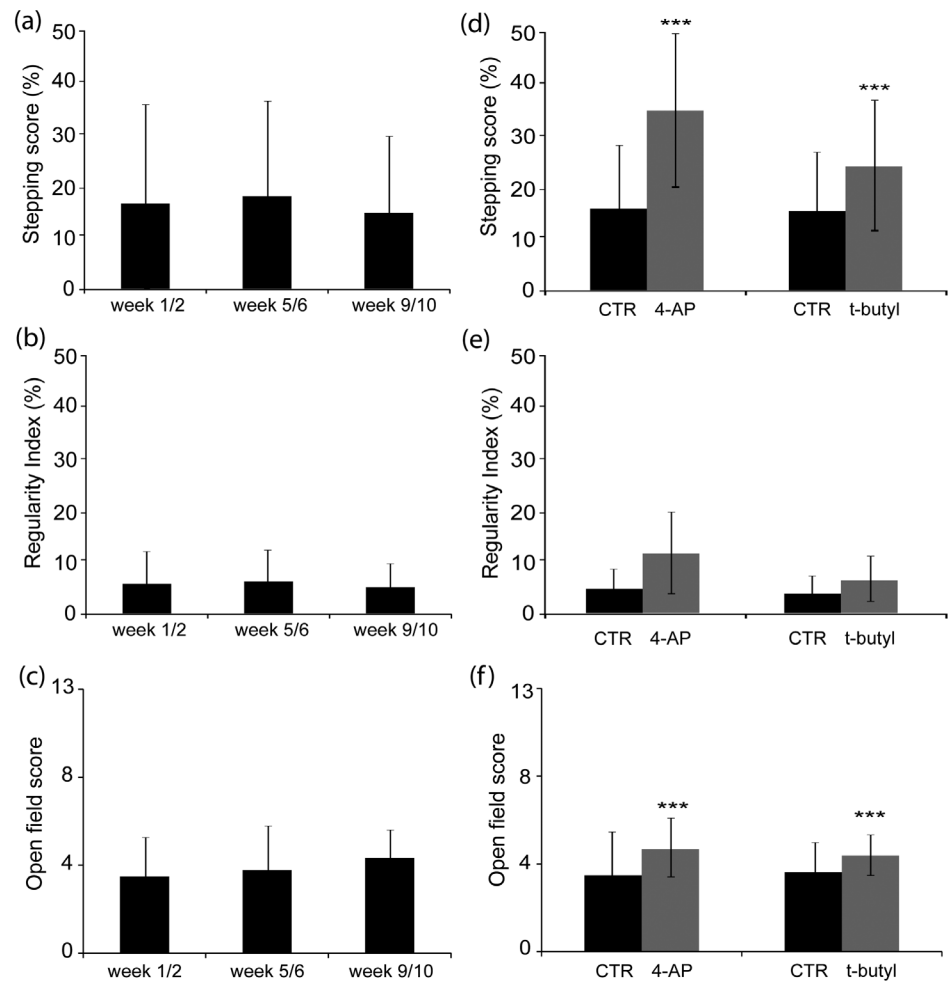 (a)
Stepping score (%)
50
40
30
20
10
0
week 1/2 week 5/6 week 9/10
(d)
Stepping score (%)
50
40
30
20
10
0
***
***
CTR 4-AP CTR t-butyl
(b)
Regularity Index (%)
50
40
30
20
10
0
week 1/2 week 5/6 week 9/10
(e)
Regularity Index (%)
50
40
30
20
10
0
CTR 4-AP CTR t-butyl
(c)
Open field score
13
8
4
0
week 1/2 week 5/6 week 9/10
(f)
Open field score
13
8
4
0
***
***
CTR 4-AP CTR t-butyl